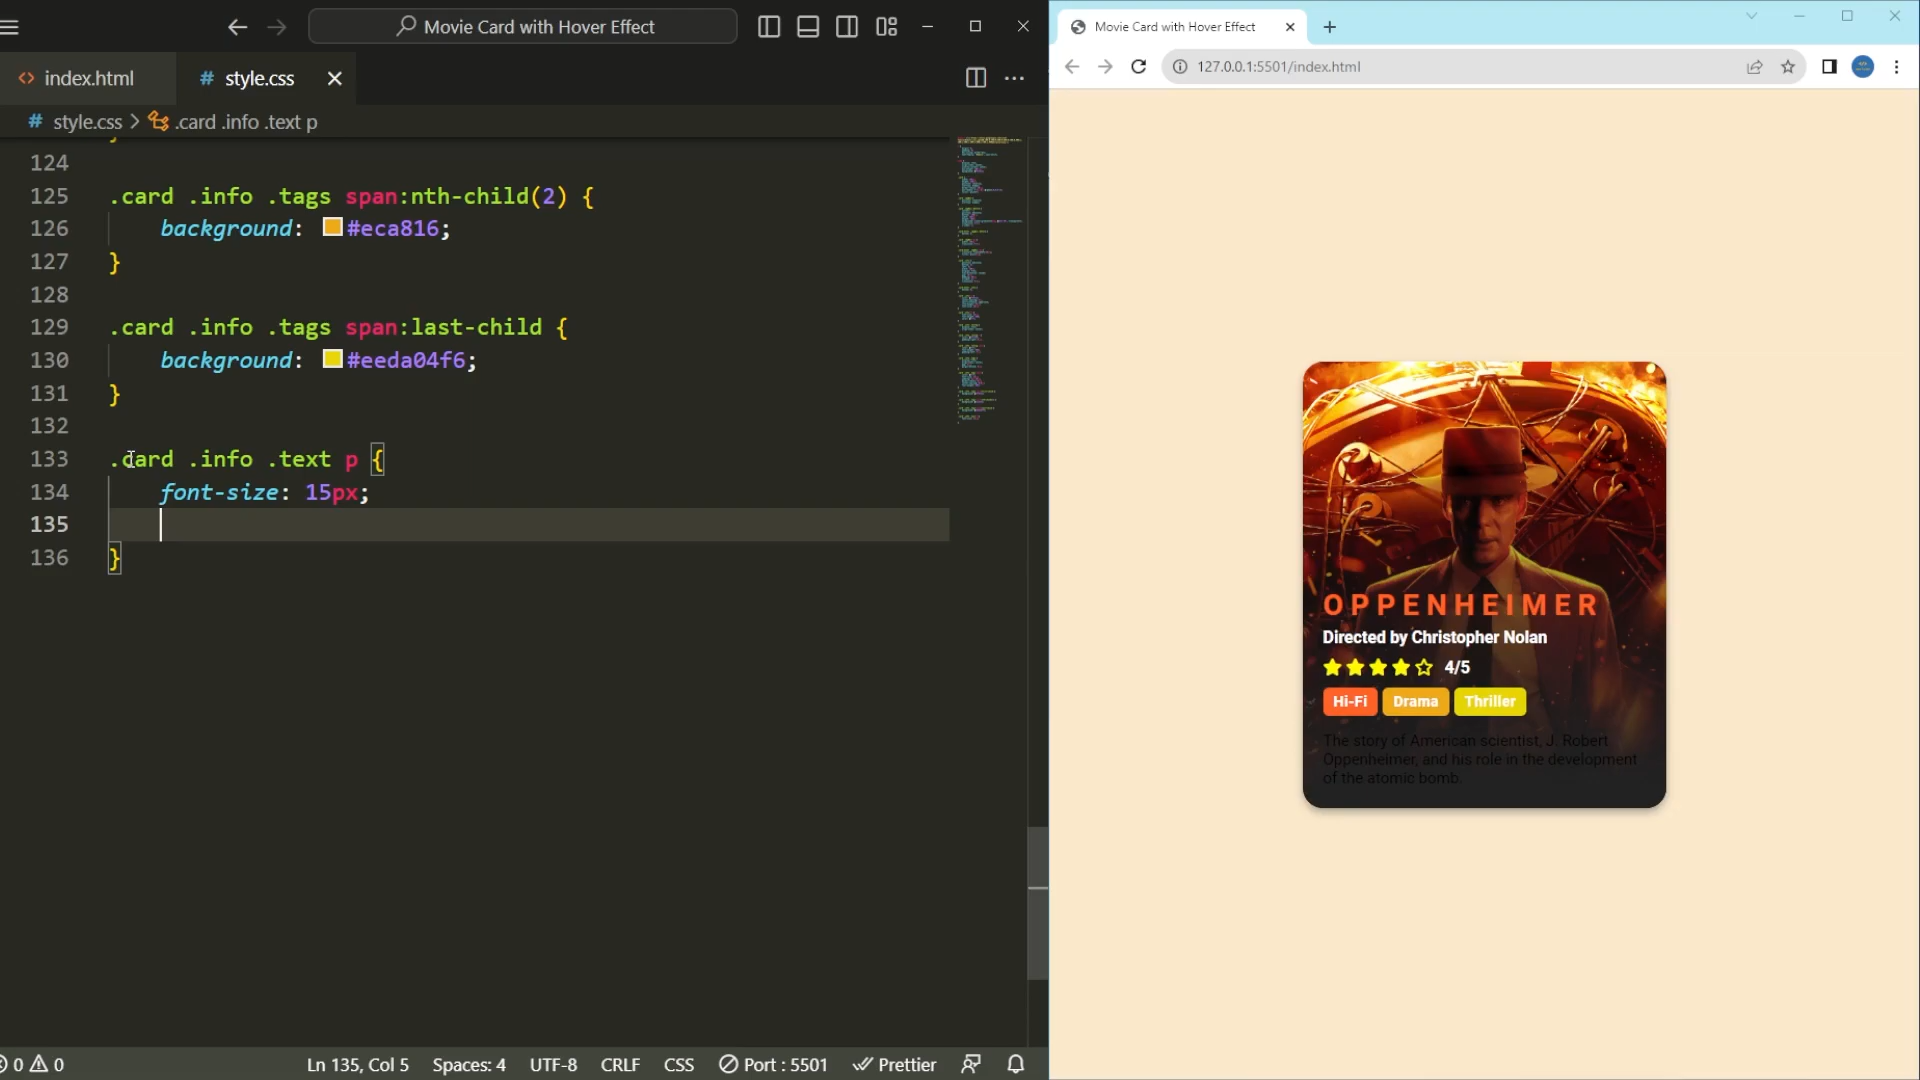 Movie Card with Hover Effect
index.html
# style.css
# style.css > .card .info .text p
}
124
125 .card .info .tags span:nth-child(2) {
126 background: #eca816;
127 }
128
129 .card .info .tags span:last-child {
130 background: #eeda04f6;
131 }
132
133 .card .info .text p {
134 font-size: 15px;
135
136 }
0 0
Ln 135, Col 5 Spaces: 4 UTF-8 CRLF CSS Port : 5501 Prettier
Movie Card with Hover Effect
127.0.0.1:5501/index.html
OPPENHEIMER
Directed by Christopher Nolan
4/5
Hi-Fi Drama Thriller
The story of American scientist, J. Robert
Oppenheimer, and his role in the development
of the atomic bomb.